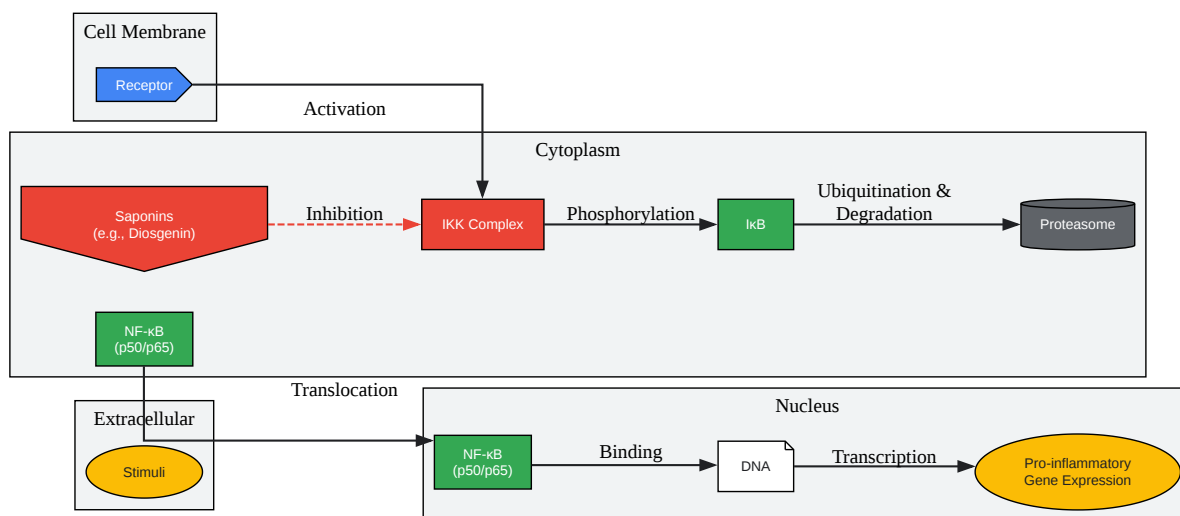 Cell Membrane
Receptor
Activation
Cytoplasm
Saponins
(e.g., Diosgenin)
Inhibition
IKK Complex
Phosphorylation
IκB
Ubiquitination &
Degradation
Proteasome
NF-κB
(p50/p65)
Translocation
Extracellular
Stimuli
Nucleus
NF-κB
(p50/p65)
Binding
DNA
Transcription
Pro-inflammatory
Gene Expression